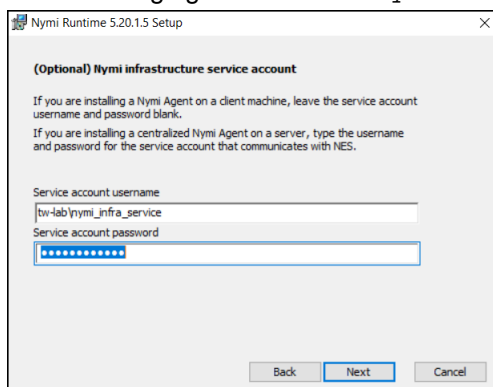 Nymi Runtime 5.20.1.5 Setup
(Optional) Nymi infrastructure service account
If you are installing a Nymi Agent on a client machine, leave the service account
username and password blank.
If you are installing a centralized Nymi Agent on a server, type the username
and password for the service account that communicates with NES.
Service account username
tw-lab\nymi_infra_service
Service account password
●●●●●●●●●●●●
Back Next Cancel